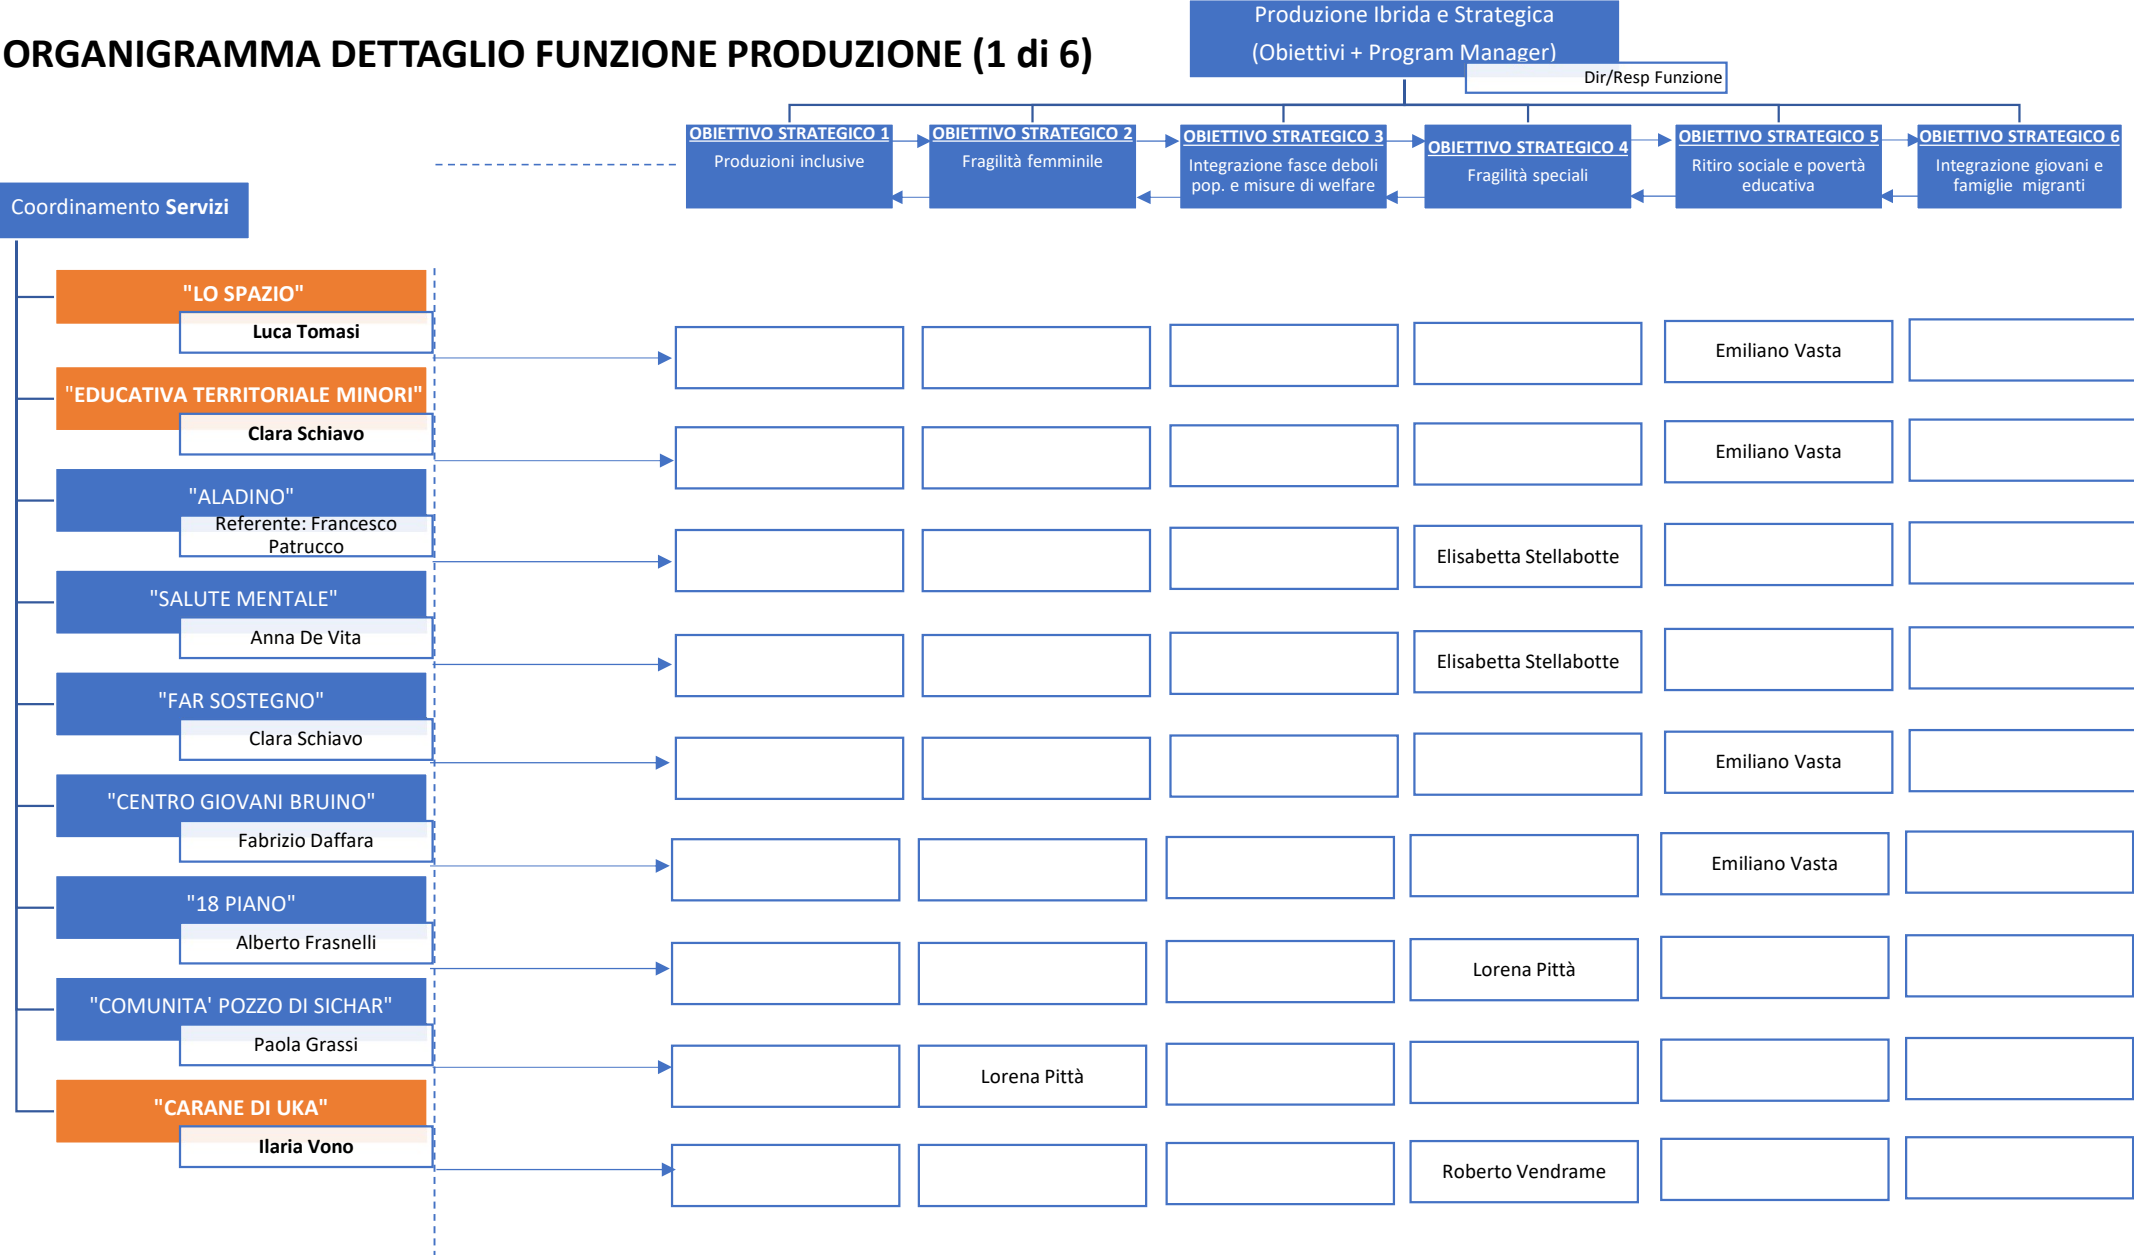 Produzione Ibrida e Strategica
(Obiettivi + Program Manager)
ORGANIGRAMMA DETTAGLIO FUNZIONE PRODUZIONE (1 di 6)
Dir/Resp Funzione
OBIETTIVO STRATEGICO 1
Produzioni inclusive
OBIETTIVO STRATEGICO 2
Fragilità femminile
OBIETTIVO STRATEGICO 3
Integrazione fasce deboli
pop. e misure di welfare
OBIETTIVO STRATEGICO 4
Fragilità speciali
OBIETTIVO STRATEGICO 5
Ritiro sociale e povertà
educativa
OBIETTIVO STRATEGICO 6
Integrazione giovani e
famiglie  migranti
Coordinamento Servizi
"LO SPAZIO"
Luca Tomasi
Emiliano Vasta
"EDUCATIVA TERRITORIALE MINORI"
Clara Schiavo
Emiliano Vasta
"ALADINO"
Referente: Francesco
Patrucco
Elisabetta Stellabotte
"SALUTE MENTALE"
Anna De Vita
Elisabetta Stellabotte
"FAR SOSTEGNO"
Clara Schiavo
Emiliano Vasta
"CENTRO GIOVANI BRUINO"
Fabrizio Daffara
Emiliano Vasta
"18 PIANO"
Alberto Frasnelli
Lorena Pittà
"COMUNITA' POZZO DI SICHAR"
Paola Grassi
Lorena Pittà
"CARANE DI UKA"
Ilaria Vono
Roberto Vendrame